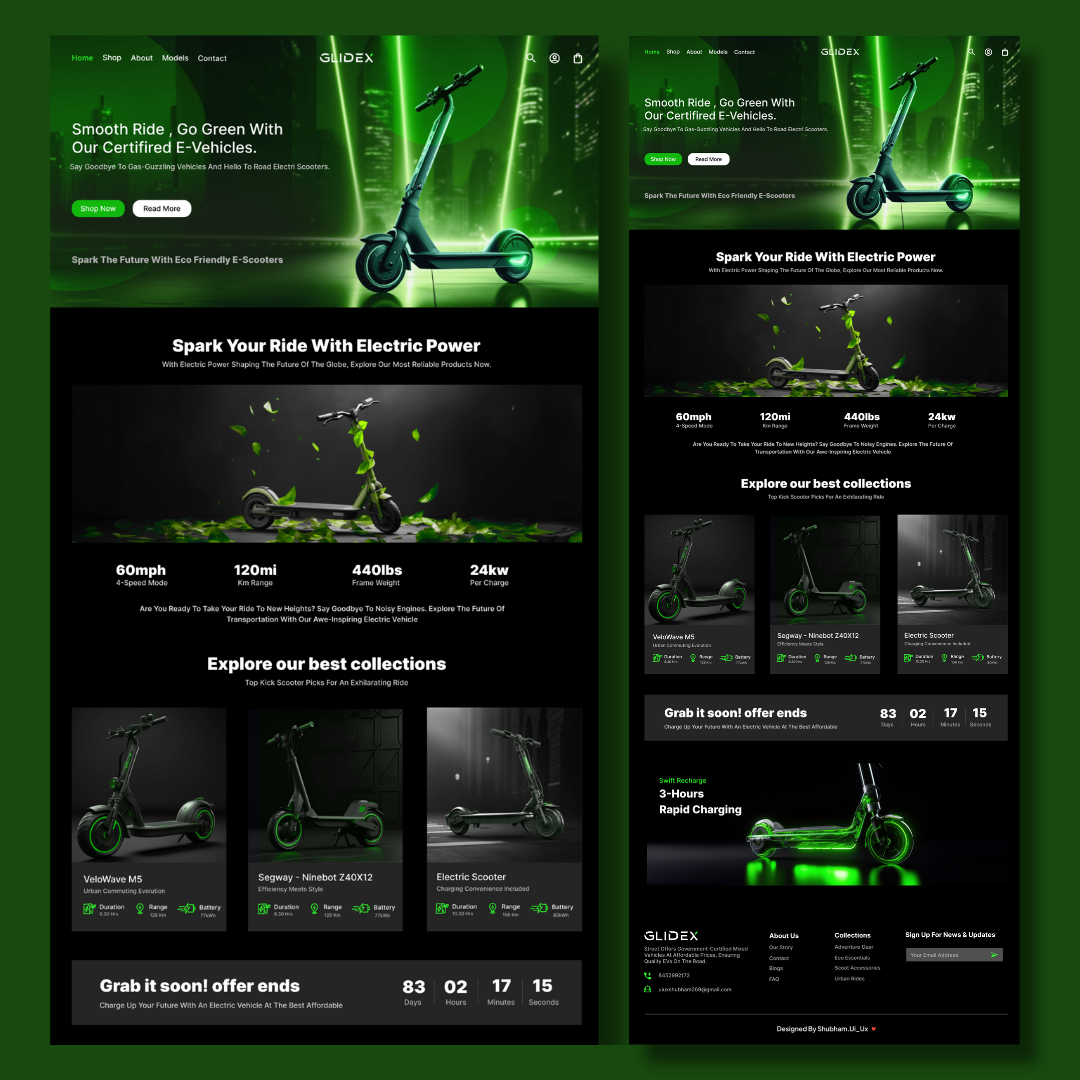 Home Shop About Models Contact
GLIDEX
Smooth Ride , Go Green With
Our Certifired E-Vehicles.
Say Goodbye To Gas-Guzzling Vehicles And Hello To Road Electri Scooters.
Shop Now
Read More
Spark The Future With Eco Friendly E-Scooters
Spark Your Ride With Electric Power
With Electric Power Shaping The Future Of The Globe, Explore Our Most Reliable Products Now.
60mph 120mi 440lbs 24kw
4-Speed Mode Km Range Frame Weight Per Charge
Are You Ready To Take Your Ride To New Heights? Say Goodbye To Noisy Engines. Explore The Future Of
Transportation With Our Awe-Inspiring Electric Vehicle
Explore our best collections
Top Kick Scooter Picks For An Exhilarating Ride
VeloWave M5
Urban Commuting Evolution
Duration Range Battery
6.30 Hrs 126 Km 77kWh
Segway - Ninebot Z40X12
Efficiency Meets Style
Duration Range Battery
8.30 Hrs 126 Km 77kWh
Electric Scooter
Charging Convenience Included
Duration Range Battery
10.30 Hrs 156 Km 80kWh
Grab it soon! offer ends
Charge Up Your Future With An Electric Vehicle At The Best Affordable
83 02 17 15
Days Hours Minutes Seconds
Home Shop About Models Contact
GLIDEX
Smooth Ride , Go Green With
Our Certifired E-Vehicles.
Say Goodbye To Gas-Guzzling Vehicles And Hello To Road Electri Scooters.
Shop Now
Read More
Spark The Future With Eco Friendly E-Scooters
Spark Your Ride With Electric Power
With Electric Power Shaping The Future Of The Globe, Explore Our Most Reliable Products Now.
60mph 120mi 440lbs 24kw
4-Speed Mode Km Range Frame Weight Per Charge
Are You Ready To Take Your Ride To New Heights? Say Goodbye To Noisy Engines. Explore The Future Of
Transportation With Our Awe-Inspiring Electric Vehicle
Explore our best collections
Top Kick Scooter Picks For An Exhilarating Ride
VeloWave M5
Urban Commuting Evolution
Duration Range Battery
6.30 Hrs 126 Km 77kWh
Segway - Ninebot Z40X12
Efficiency Meets Style
Duration Range Battery
8.30 Hrs 126 Km 77kWh
Electric Scooter
Charging Convenience Included
Duration Range Battery
10.30 Hrs 156 Km 80kWh
Grab it soon! offer ends
Charge Up Your Future With An Electric Vehicle At The Best Affordable
83 02 17 15
Days Hours Minutes Seconds
Swift Recharge
3-Hours
Rapid Charging
GLIDEX
Street Offers Government-Certified Mixed
Vehicles At Affordable Prices, Ensuring
Quality EVs On The Road.
8452992172
uiuxshubham269@gmail.com
About Us
Our Story
Contact
Blogs
FAQ
Collections
Adventure Gear
Eco Essentials
Scoot Accessories
Urban Rides
Sign Up For News & Updates
Your Email Address
Designed By Shubham.Ui_Ux